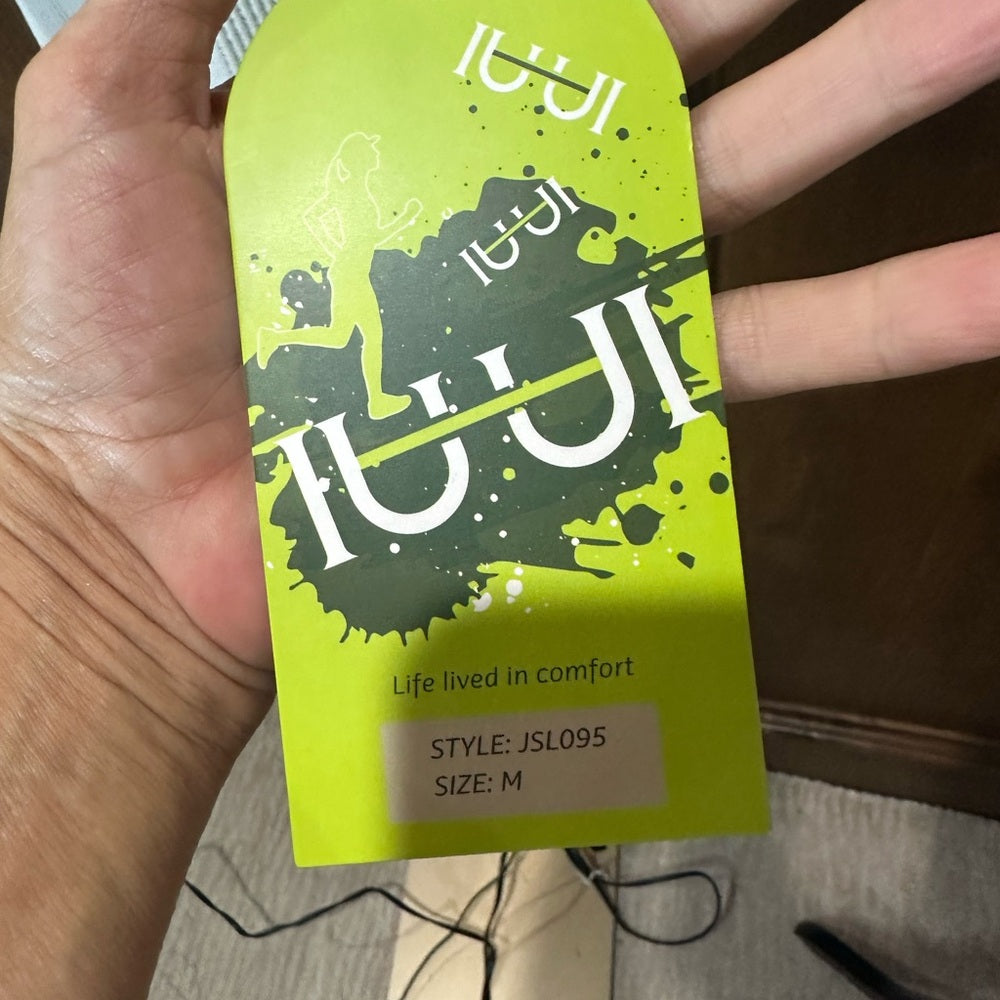 IUUI
IUUI
IUUI
Life lived in comfort
STYLE: JSL095
SIZE: M